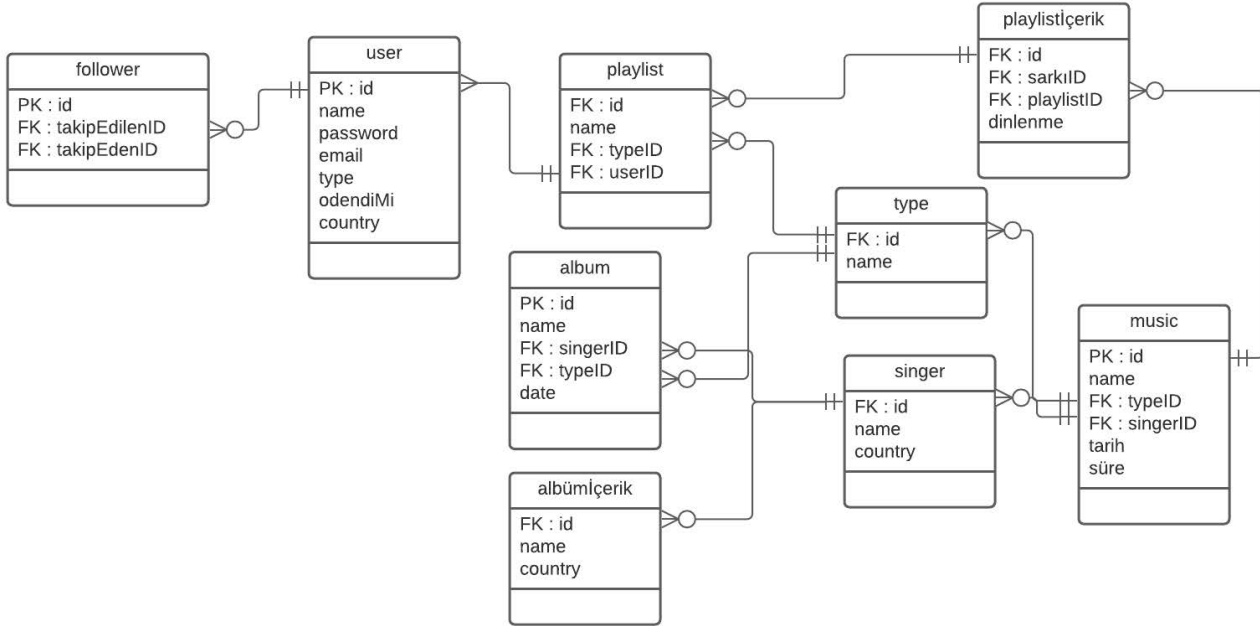 follower
PK : id
FK : takipEdilenID
FK : takipEdenID
user
PK : id
name
password
email
type
odendiMi
country
playlist
FK : id
name
FK : typeID
FK : userID
playlistİçerik
FK : id
FK : sarkıID
FK : playlistID
dinlenme
type
FK : id
name
album
PK : id
name
FK : singerID
FK : typeID
date
singer
FK : id
name
country
music
PK : id
name
FK : typeID
FK : singerID
tarih
süre
albümİçerik
FK : id
name
country